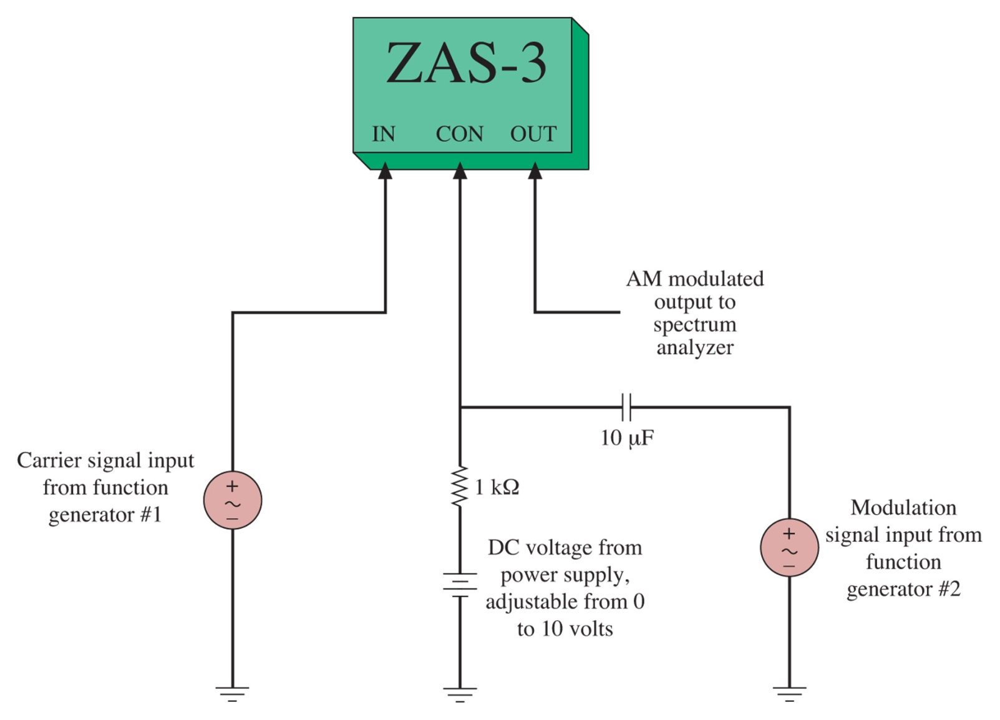 ZAS-3
IN CON OUT
AM modulated
output to
spectrum
analyzer
10 μF
Carrier signal input
from function
generator #1
+
~
−
1 kΩ
DC voltage from
power supply,
adjustable from 0
to 10 volts
+
~
−
Modulation
signal input from
function
generator #2